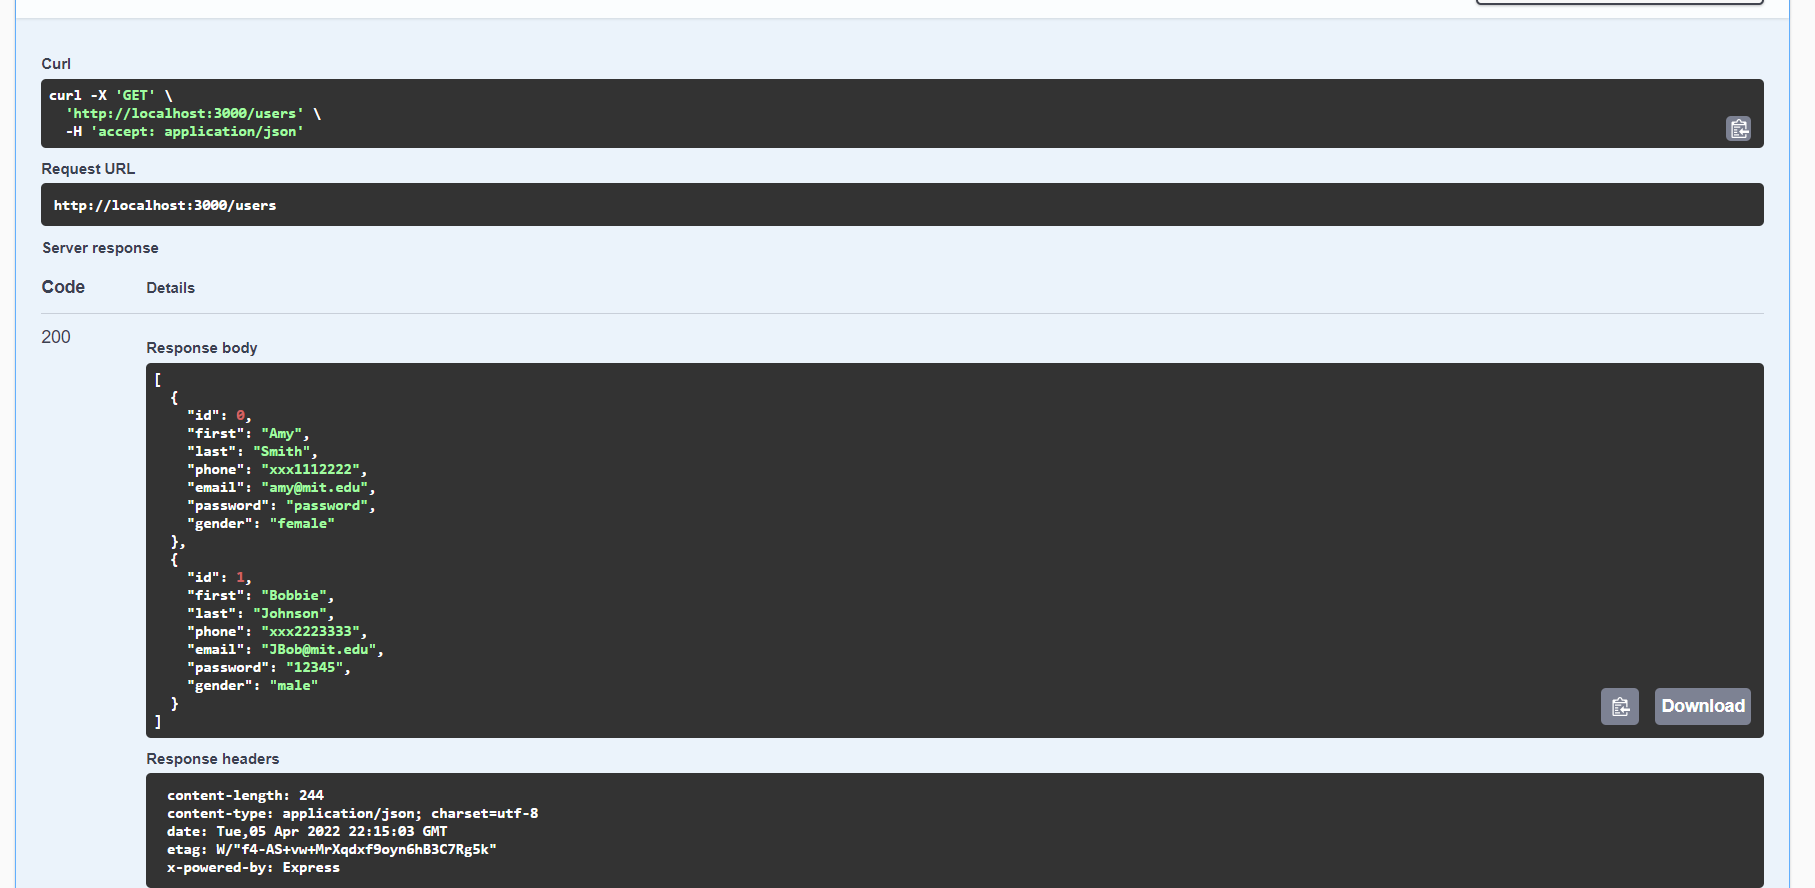 Curl
curl -X 'GET' \
'http://localhost:3000/users' \
-H 'accept: application/json'
Request URL
http://localhost:3000/users
Server response
Code Details
200
Response body
[
{
"id": 0,
"first": "Amy",
"last": "Smith",
"phone": "xxx1112222",
"email": "amy@mit.edu",
"password": "password",
"gender": "female"
},
{
"id": 1,
"first": "Bobbie",
"last": "Johnson",
"phone": "xxx2223333",
"email": "JBob@mit.edu",
"password": "12345",
"gender": "male"
}
]
Download
Response headers
content-length: 244
content-type: application/json; charset=utf-8
date: Tue,05 Apr 2022 22:15:03 GMT
etag: W/"f4-AS+vw+MrXqdxf9oyn6hB3C7Rg5k"
x-powered-by: Express